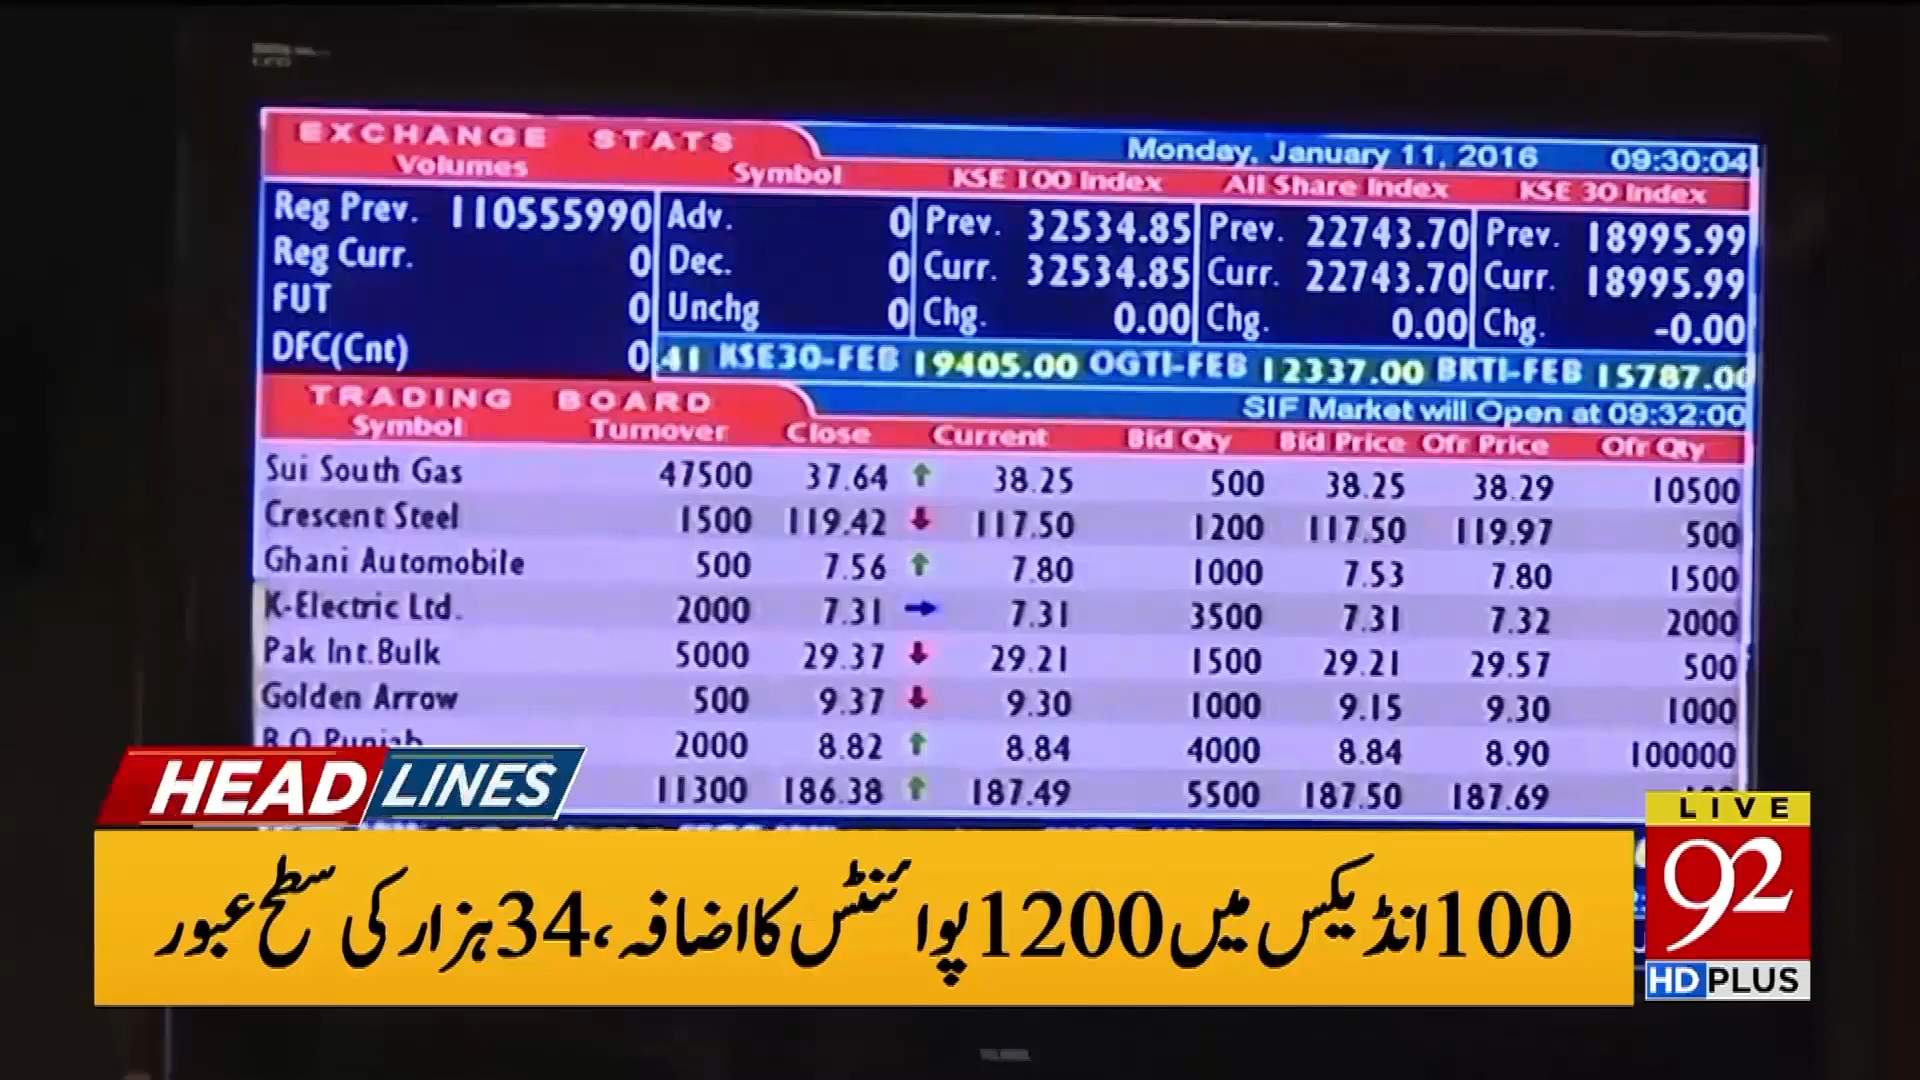 EXCHANGE STATS
Monday, January 11, 2016 09:30:04
Volumes Symbol KSE 100 Index All Share Index KSE 30 Index
Reg Prev. 110555990 Adv. 0 Prev. 32534.85 Prev. 22743.70 Prev. 18995.99
Reg Curr. 0 Dec. 0 Curr. 32534.85 Curr. 22743.70 Curr. 18995.99
FUT 0 Unchg 0 Chg. 0.00 Chg. 0.00 Chg. -0.00
DFC(Cnt) 0 41 KSE30-FEB 19405.00 OGTI-FEB 12337.00 BKTI-FEB 15787.00
TRADING BOARD
SIF Market will Open at 09:32:00
Symbol Turnover Close Current Bid Qty Bid Price Ofr Price Ofr Qty
Sui South Gas 47500 37.64 ↑ 38.25 500 38.25 38.29 10500
Crescent Steel 1500 119.42 ↓ 117.50 1200 117.50 119.97 500
Ghani Automobile 500 7.56 ↑ 7.80 1000 7.53 7.80 1500
K-Electric Ltd. 2000 7.31 → 7.31 3500 7.31 7.32 2000
Pak Int.Bulk 5000 29.37 ↓ 29.21 1500 29.21 29.57 500
Golden Arrow 500 9.37 ↓ 9.30 1000 9.15 9.30 1000
B.O.Punjab 2000 8.82 ↑ 8.84 4000 8.84 8.90 100000
11300 186.38 ↑ 187.49 5500 187.50 187.69
HEADLINES
LIVE
100 انڈیکس میں 1200 پوائنٹس کا اضافہ، 34 ہزار کی سطح عبور
92
HD PLUS